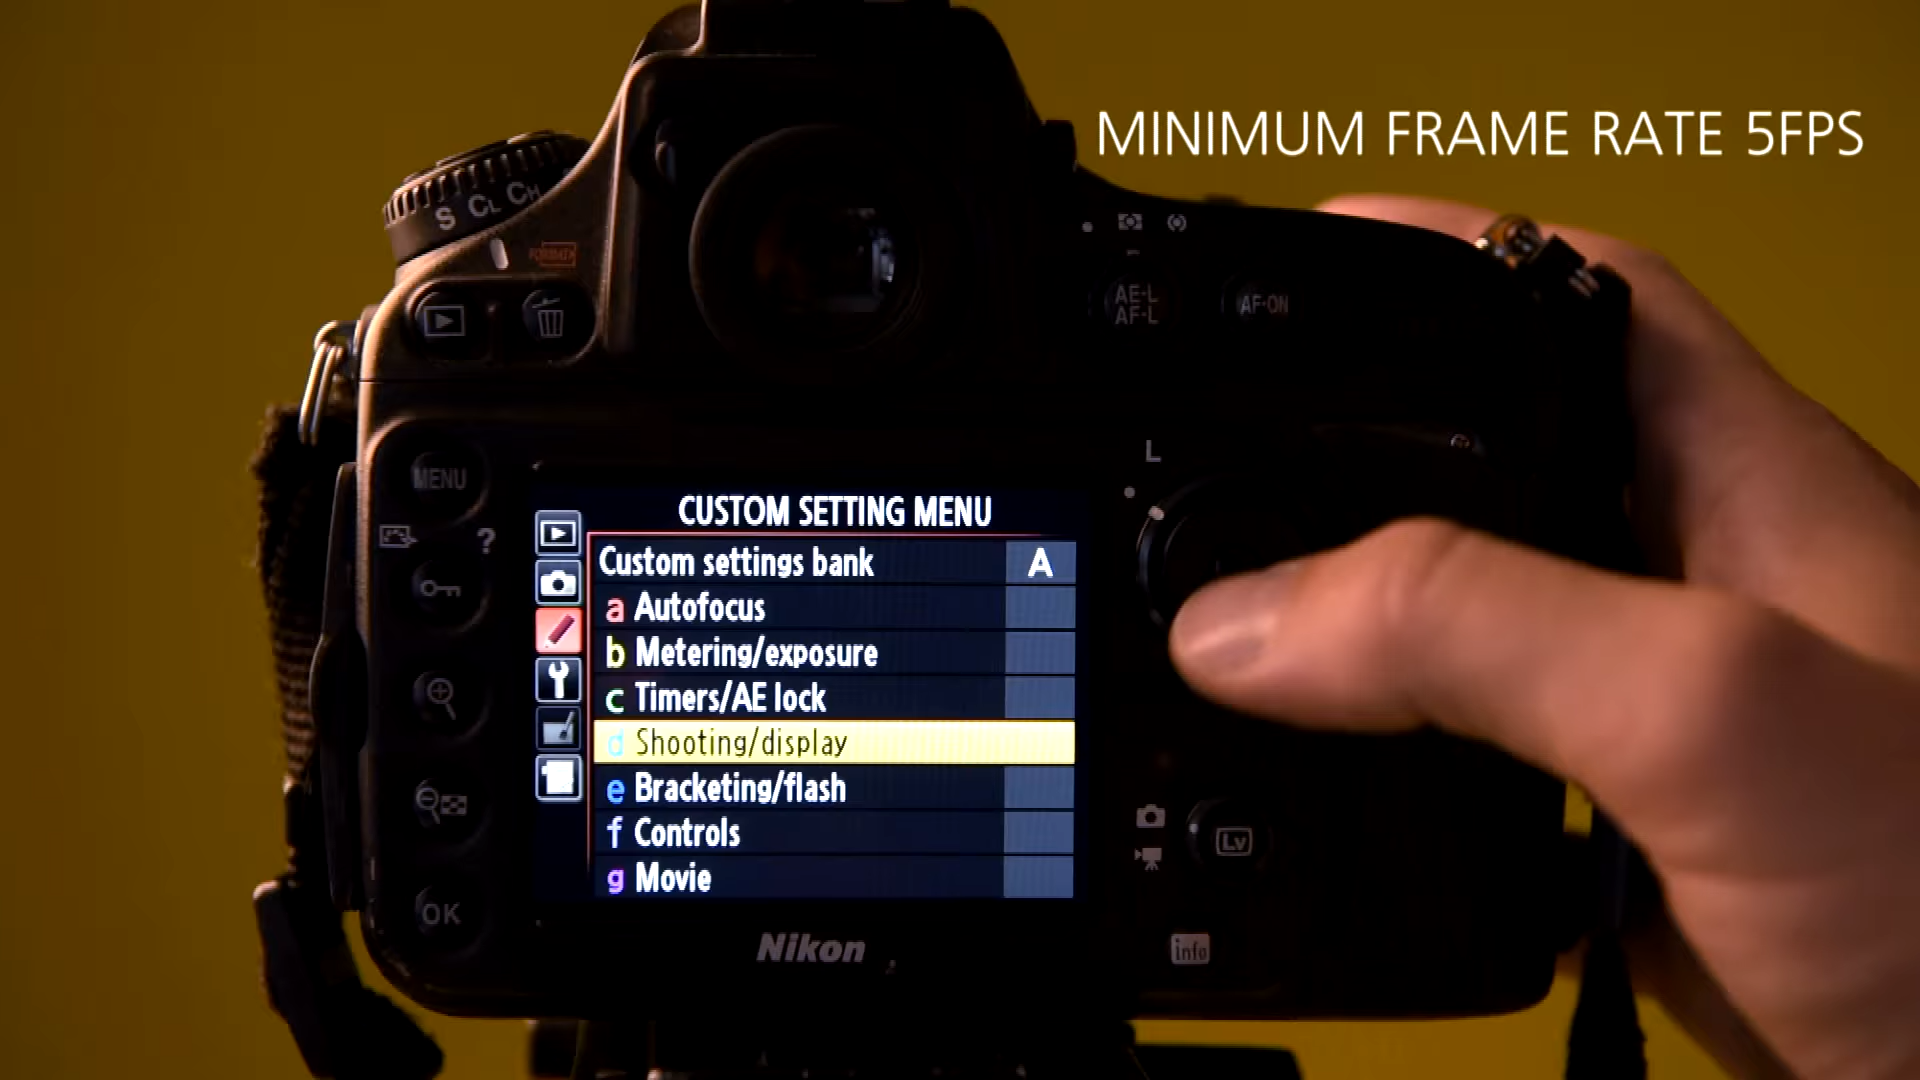 MINIMUM FRAME RATE 5FPS
S CL CH
FORMAT
AE-L
AF-L
AF-ON
L
MENU
?
CUSTOM SETTING MENU
Custom settings bank A
a Autofocus
b Metering/exposure
c Timers/AE lock
d Shooting/display
e Bracketing/flash
f Controls
g Movie
OK
Lv
Nikon
info